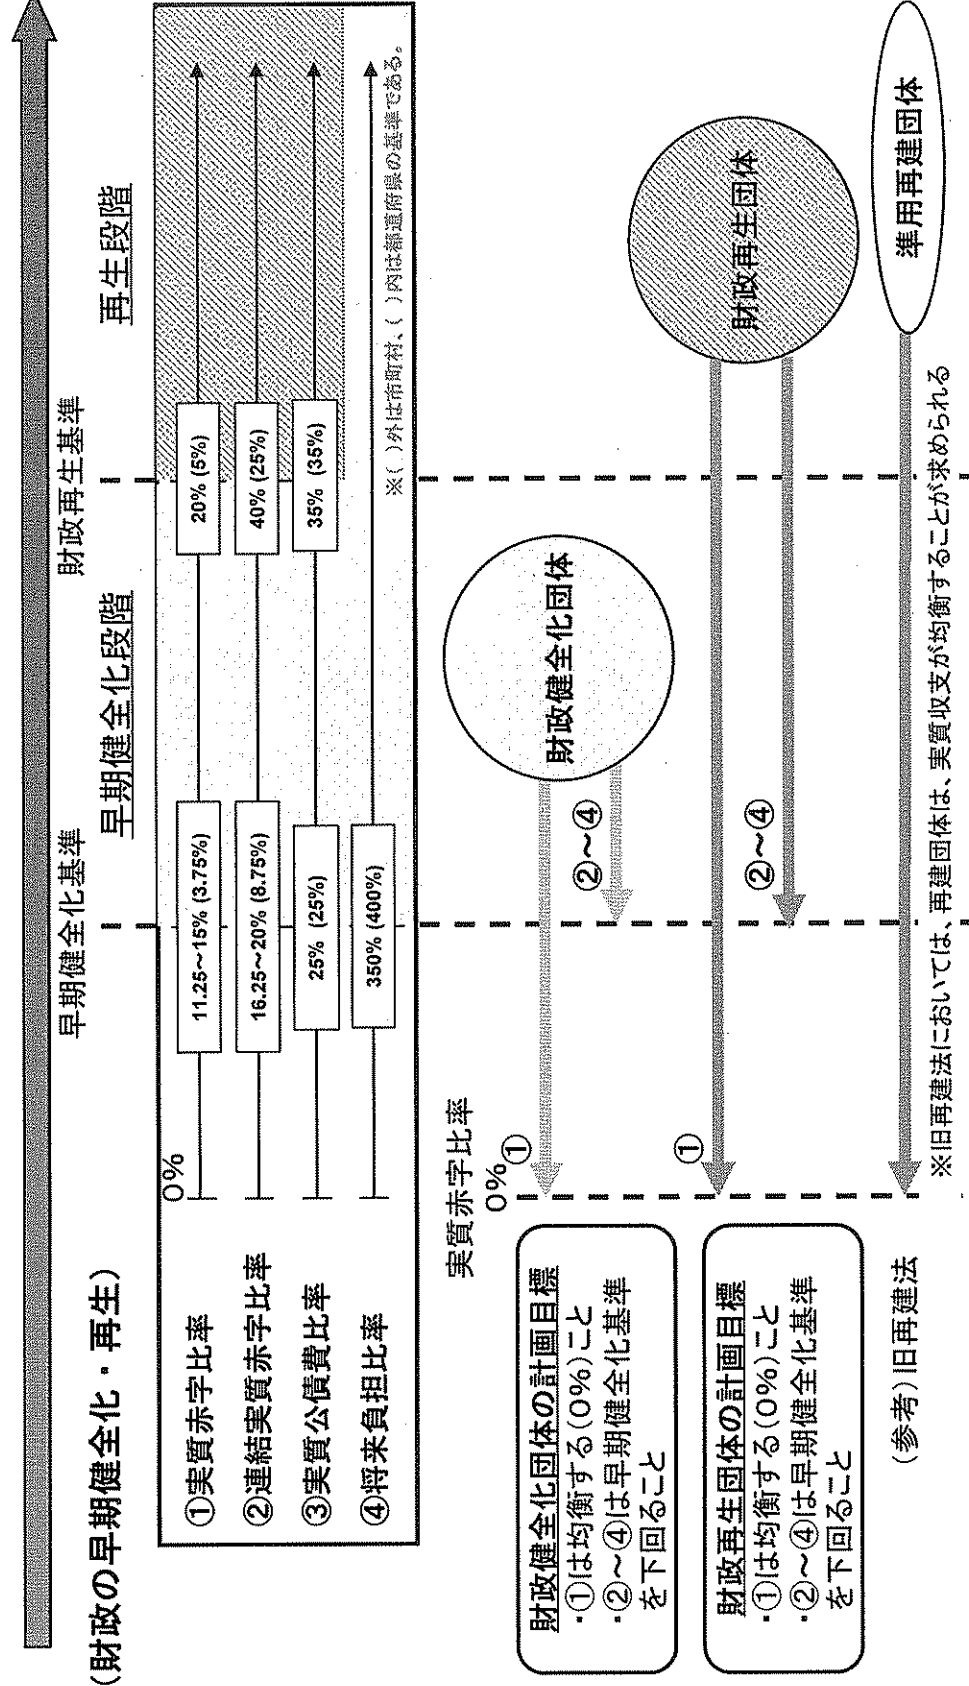 (財政の早期健全化・再生)
早期健全化基準
財政再生基準
早期健全化段階
再生段階
0%
①実質赤字比率
11.25~15% (3.75%)
20% (5%)
②連結実質赤字比率
16.25~20% (8.75%)
40% (25%)
③実質公債費比率
25% (25%)
35% (35%)
④将来負担比率
350% (400%)
※( )外は市町村、( )内は都道府県の基準である。
実質赤字比率
0%
財政健全化団体の計画目標
・①は均衡する(0%)こと
・②~④は早期健全化基準
を下回ること
①
②~④
財政健全化団体
財政再生団体の計画目標
・①は均衡する(0%)こと
・②~④は早期健全化基準
を下回ること
①
②~④
財政再生団体
(参考)旧再建法
準用再建団体
※旧再建法においては、再建団体は、実質収支が均衡することが求められる